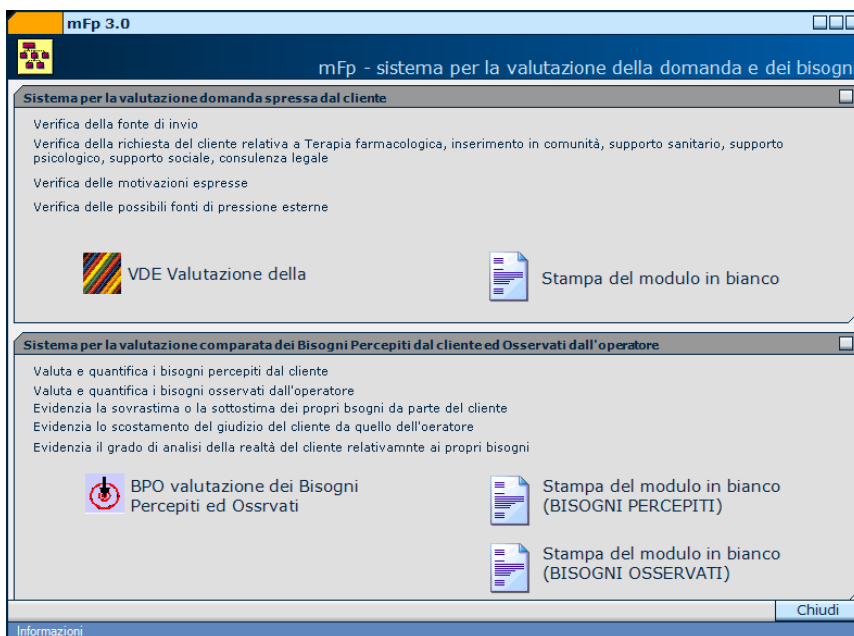 mFp 3.0
mFp - sistema per la valutazione della domanda e dei bisogn
Sistema per la valutazione domanda spressa dal cliente
Verifica della fonte di invio
Verifica della richiesta del cliente relativa a Terapia farmacologica, inserimento in comunità, supporto sanitario, supporto
psicologico, supporto sociale, consulenza legale
Verifica delle motivazioni espresse
Verifica delle possibili fonti di pressione esterne
VDE Valutazione della
Stampa del modulo in bianco
Sistema per la valutazione comparata dei Bisogni Percepiti dal cliente ed Osservati dall'operatore
Valuta e quantifica i bisogni percepiti dal cliente
Valuta e quantifica i bisogni osservati dall'operatore
Evidenzia la sovrastima o la sottostima dei propri bsogni da parte del cliente
Evidenzia lo scostamento del giudizio del cliente da quello dell'oeratore
Evidenzia il grado di analisi della realtà del cliente relativamnte ai propri bisogni
BPO valutazione dei Bisogni
Percepiti ed Ossrvati
Stampa del modulo in bianco
(BISOGNI PERCEPITI)
Stampa del modulo in bianco
(BISOGNI OSSERVATI)
Chiudi
Informazioni